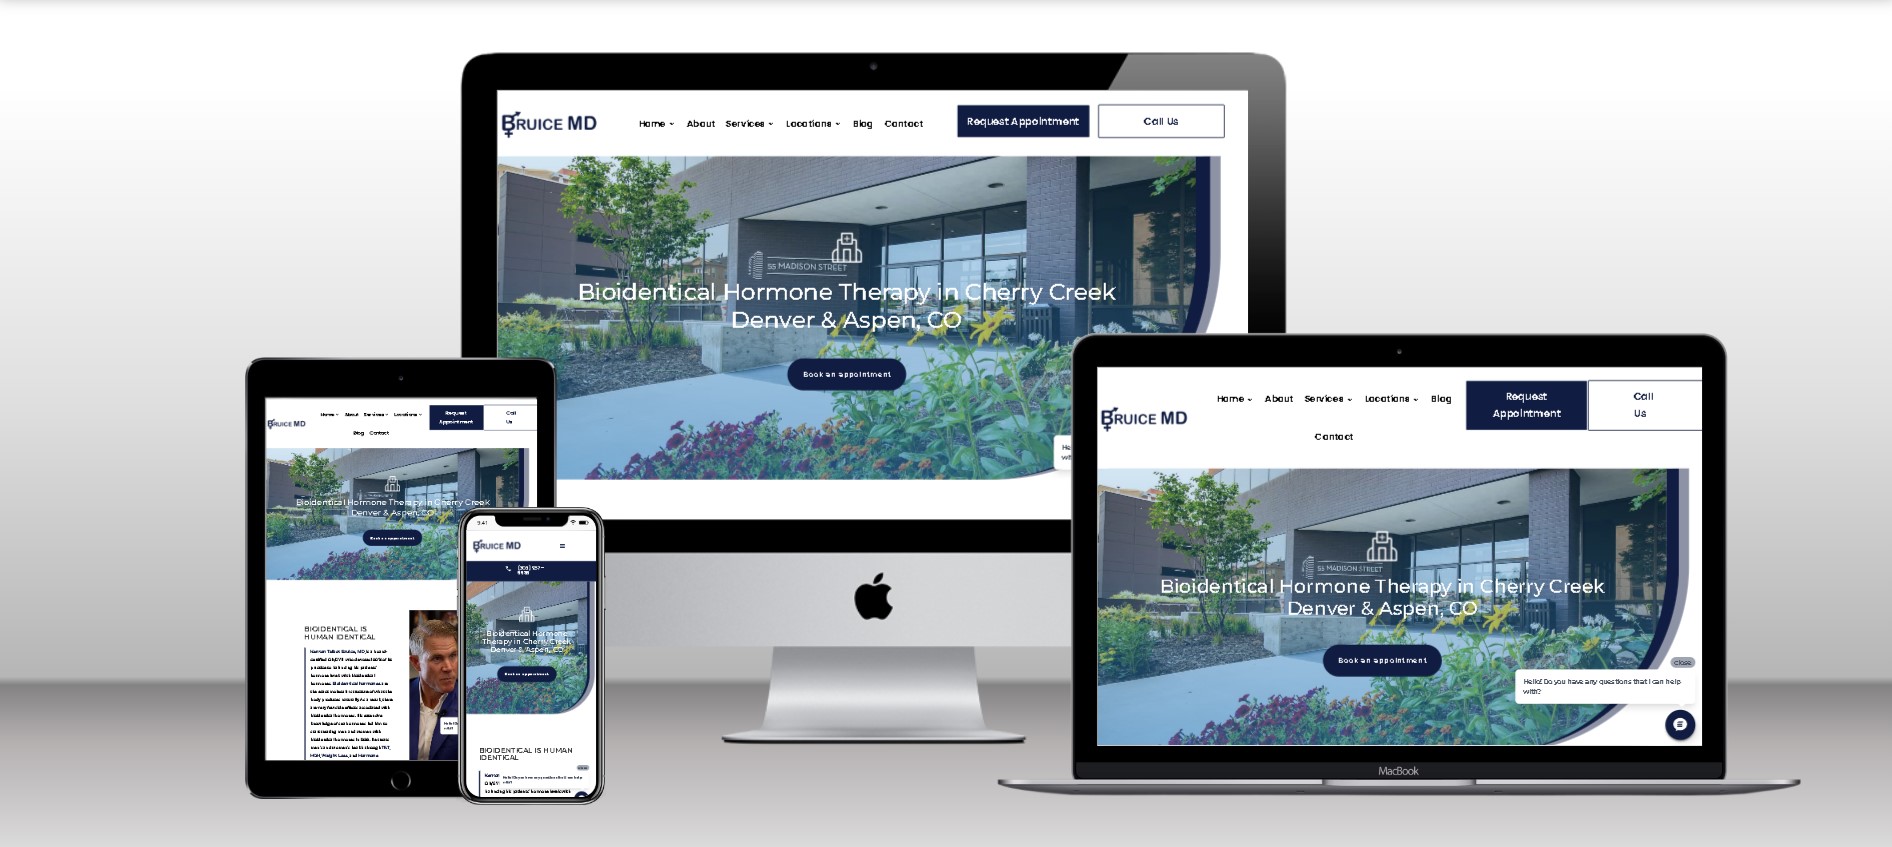 BRUICE MD
Home About Services Locations Blog Contact
Request Appointment
Call Us
55 MADISON STREET
Bioidentical Hormone Therapy in Cherry Creek
Denver & Aspen, CO
Book an appointment
BRUICE MD
Home About Services Locations
Blog Contact
Request
Appointment
Call
Us
Bioidentical Hormone Therapy in Cherry Creek
Denver & Aspen, CO
Book an appointment
BIOIDENTICAL IS
HUMAN IDENTICAL
9:41
BRUICE MD
Bioidentical Hormone
Therapy in Cherry Creek
Denver & Aspen, CO
Book an appointment
BIOIDENTICAL IS HUMAN
IDENTICAL
BRUICE MD
Home About Services Locations Blog
Contact
Request
Appointment
Call
Us
55 MADISON STREET
Bioidentical Hormone Therapy in Cherry Creek
Denver & Aspen, CO
Book an appointment
close
Hello! Do you have any questions that I can help
with?
MacBook